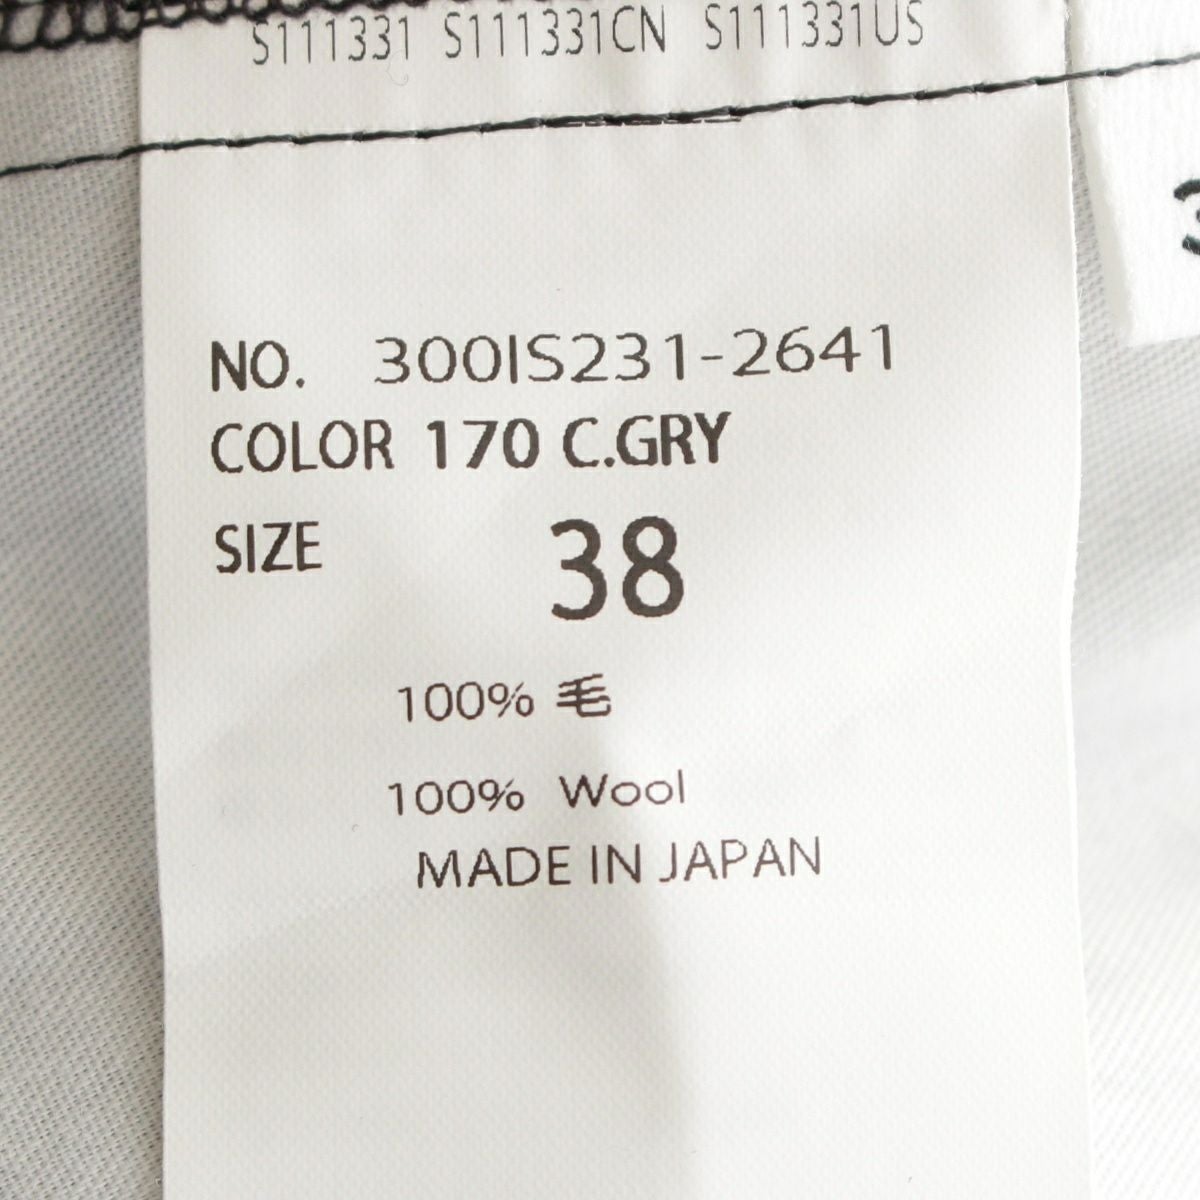 S111331 S111331CN S111331US
NO. 300IS231-2641
COLOR 170 C.GRY
SIZE 38
100% 毛
100% Wool
MADE IN JAPAN